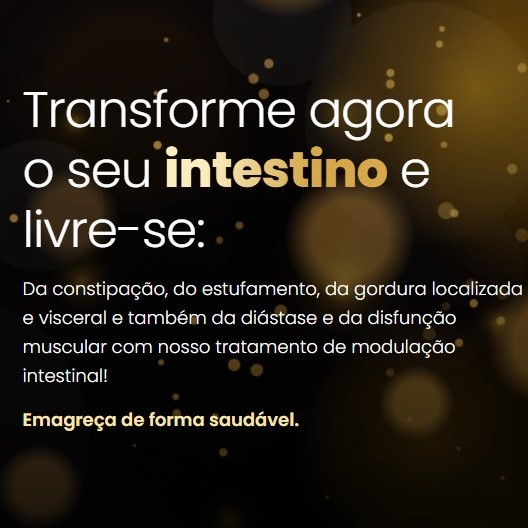 Transforme agora
o seu intestino e
livre-se:
Da constipação, do estufamento, da gordura localizada
e visceral e também da diástase e da disfunção
muscular com nosso tratamento de modulação
intestinal!
Emagreça de forma saudável.